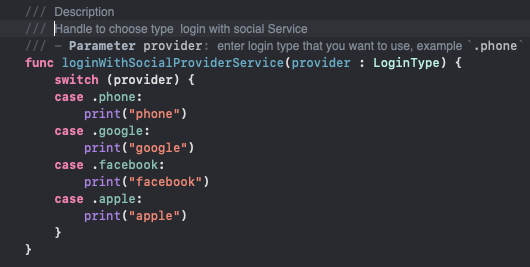 /// Description
/// Handle to choose type  login with social Service
/// - Parameter provider: enter login type that you want to use, example `.phone`
func loginWithSocialProviderService(provider : LoginType) {
    switch (provider) {
    case .phone:
        print("phone")
    case .google:
        print("google")
    case .facebook:
        print("facebook")
    case .apple:
        print("apple")
    }
}